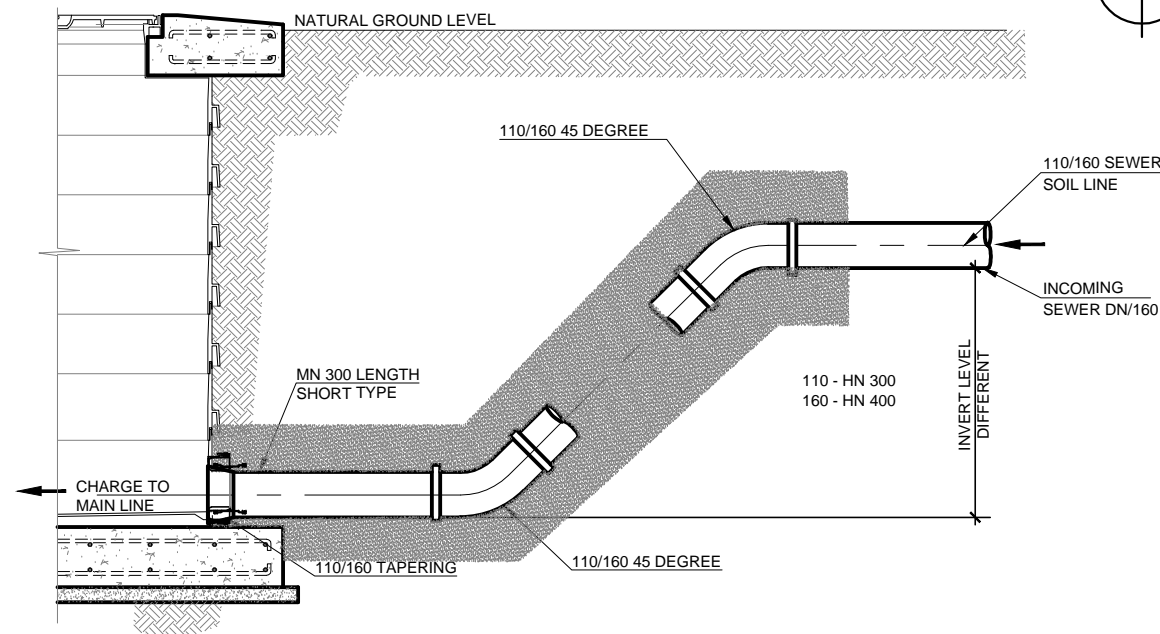 NATURAL GROUND LEVEL
110/160 45 DEGREE
110/160 SEWER
SOIL LINE
INCOMING
SEWER DN/160
MN 300 LENGTH
SHORT TYPE
110 - HN 300
160 - HN 400
INVERT LEVEL
DIFFERENT
CHARGE TO
MAIN LINE
110/160 TAPERING
110/160 45 DEGREE